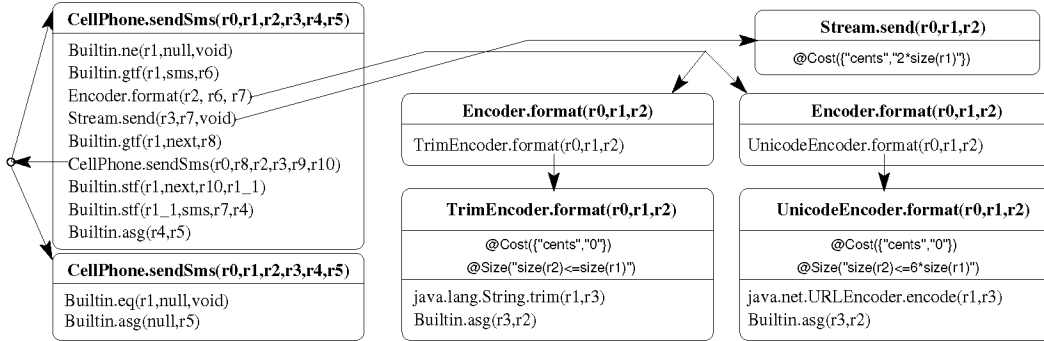 CellPhone.sendSms(r0,r1,r2,r3,r4,r5)
Builtin.ne(r1,null,void)
Builtin.gtf(r1,sms,r6)
Encoder.format(r2, r6, r7)
Stream.send(r3,r7,void)
Builtin.gtf(r1,next,r8)
CellPhone.sendSms(r0,r8,r2,r3,r9,r10)
Builtin.stf(r1,next,r10,r1_1)
Builtin.stf(r1_1,sms,r7,r4)
Builtin.asg(r4,r5)
CellPhone.sendSms(r0,r1,r2,r3,r4,r5)
Builtin.eq(r1,null,void)
Builtin.asg(null,r5)
Stream.send(r0,r1,r2)
@Cost({"cents","2*size(r1)"})
Encoder.format(r0,r1,r2)
TrimEncoder.format(r0,r1,r2)
Encoder.format(r0,r1,r2)
UnicodeEncoder.format(r0,r1,r2)
TrimEncoder.format(r0,r1,r2)
@Cost({"cents","0"})
@Size("size(r2)<=size(r1)")
java.lang.String.trim(r1,r3)
Builtin.asg(r3,r2)
UnicodeEncoder.format(r0,r1,r2)
@Cost({"cents","0"})
@Size("size(r2)<=6*size(r1)")
java.net.URLEncoder.encode(r1,r3)
Builtin.asg(r3,r2)